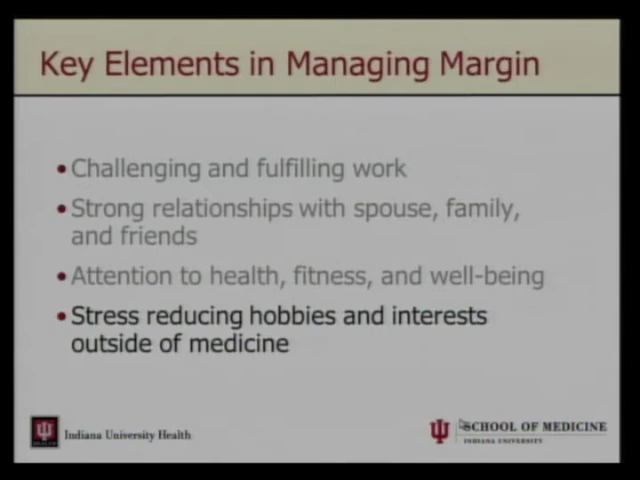 Key Elements in Managing Margin
•Challenging and fulfilling work
•Strong relationships with spouse, family,
and friends
•Attention to health, fitness, and well-being
•Stress reducing hobbies and interests
outside of medicine
Indiana University Health
SCHOOL OF MEDICINE
INDIANA UNIVERSITY